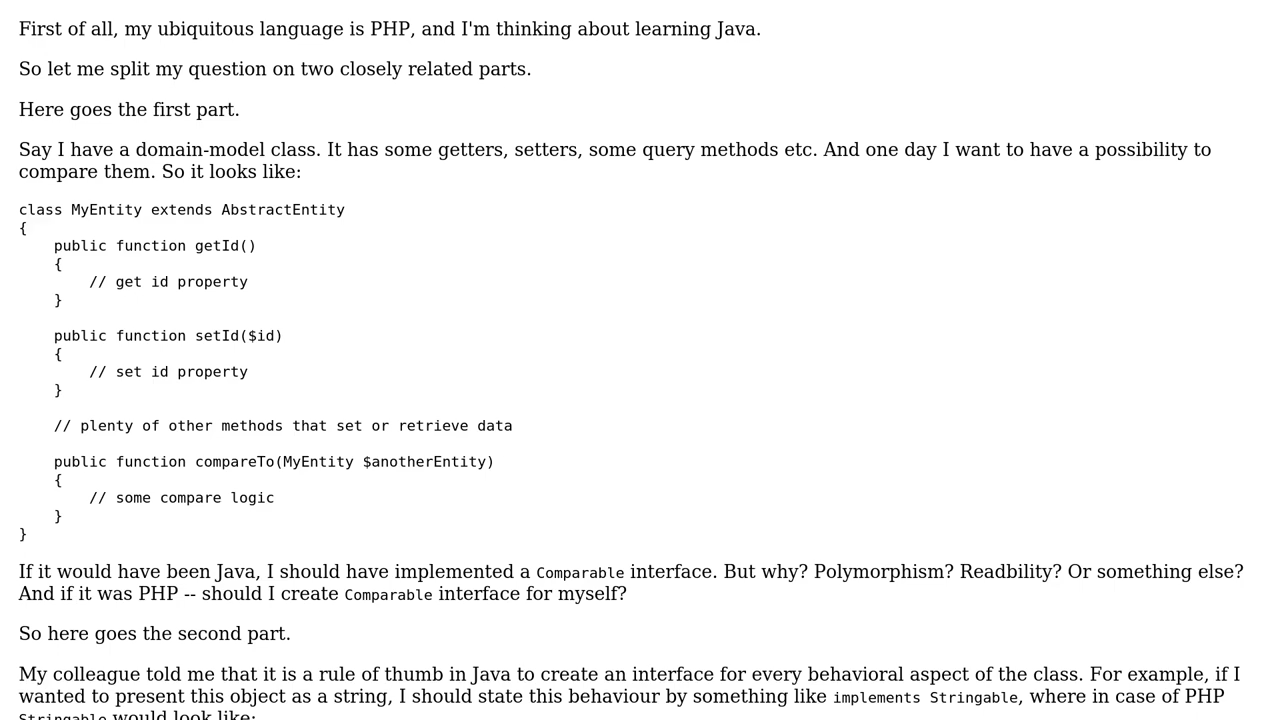 First of all, my ubiquitous language is PHP, and I'm thinking about learning Java.
So let me split my question on two closely related parts.
Here goes the first part.
Say I have a domain-model class. It has some getters, setters, some query methods etc. And one day I want to have a possibility to
compare them. So it looks like:
class MyEntity extends AbstractEntity
{
    public function getId()
    {
        // get id property
    }
    public function setId($id)
    {
        // set id property
    }
    // plenty of other methods that set or retrieve data
    public function compareTo(MyEntity $anotherEntity)
    {
        // some compare logic
    }
}
If it would have been Java, I should have implemented a Comparable interface. But why? Polymorphism? Readbility? Or something else?
And if it was PHP -- should I create Comparable interface for myself?
So here goes the second part.
My colleague told me that it is a rule of thumb in Java to create an interface for every behavioral aspect of the class. For example, if I
wanted to present this object as a string, I should state this behaviour by something like implements Stringable, where in case of PHP
Stringable would look like: